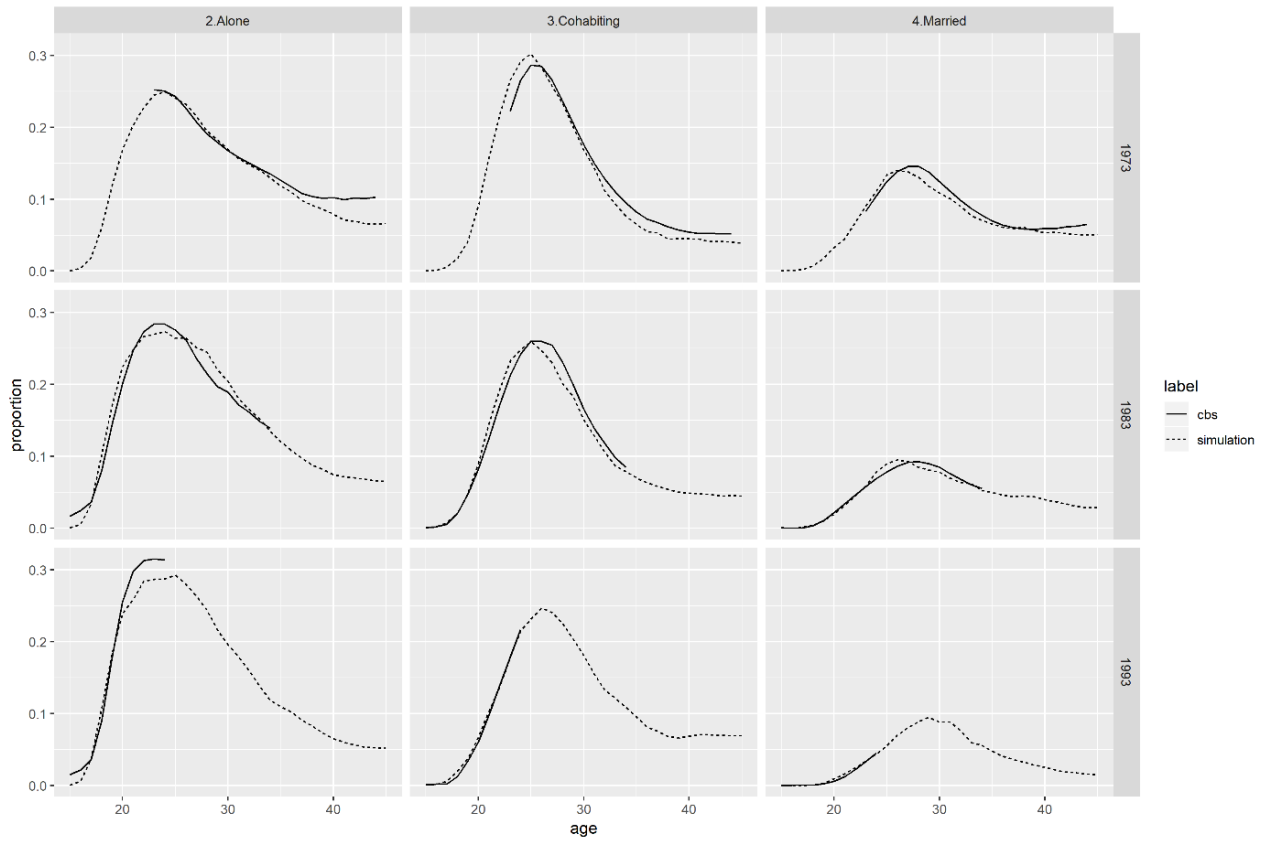 2.Alone 3.Cohabiting 4.Married
0.3
0.2
0.1
0.0
1973
0.3
0.2
0.1
0.0
1983
0.3
0.2
0.1
0.0
1993
20 30 40 20 30 40 20 30 40
age
proportion
label
cbs
simulation